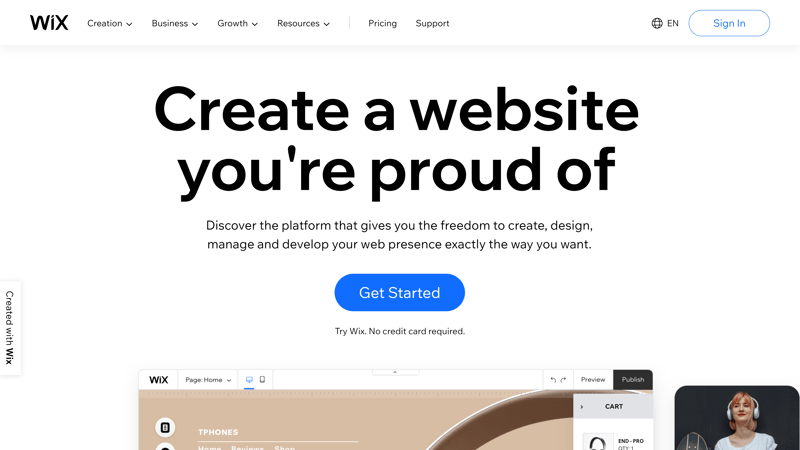 WiX
Creation
Business
Growth
Resources
Pricing
Support
EN
Sign In
Create a website
you're proud of
Discover the platform that gives you the freedom to create, design,
manage and develop your web presence exactly the way you want.
Get Started
Try Wix. No credit card required.
Created with Wix
WiX
Page: Home
Preview
Publish
CART
TPHONES
Home Reviews Shop
END - PRO
QTY: 1